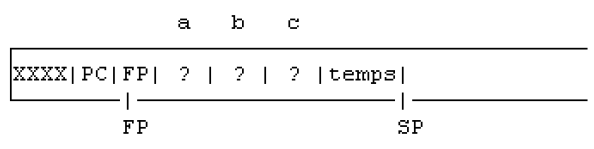 a b c
XXXX|PC|FP| ? | ? | ? |temps|
FP SP